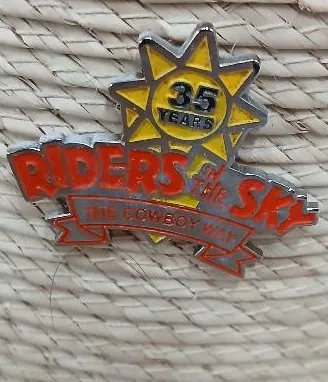 35
YEARS
RIDERS IN THE SKY
THE COWBOY WAY